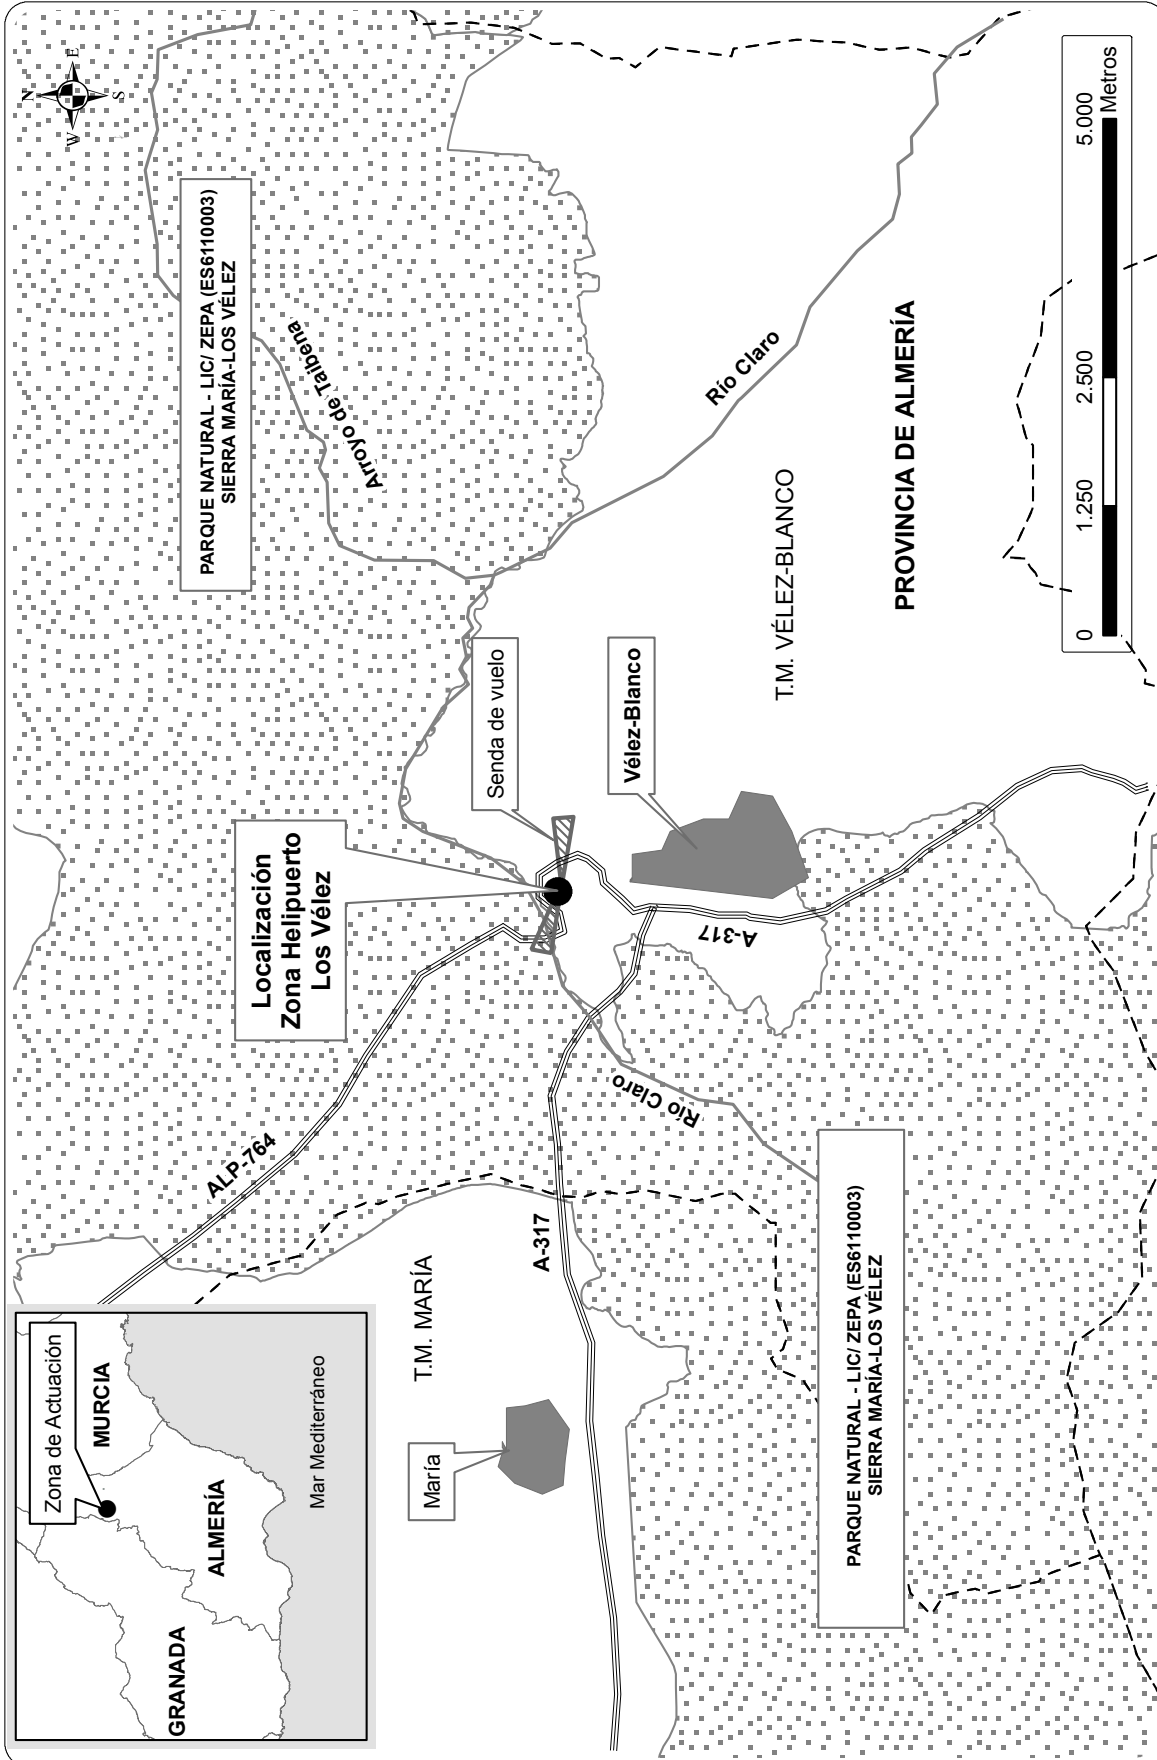 GRANADA
ALMERÍA
MURCIA
Zona de Actuación
Mar Mediterráneo
ALP-764
Localización
Zona Helipuerto
Los Vélez
PARQUE NATURAL - LIC/ ZEPA (ES6110003)
SIERRA MARÍA-LOS VÉLEZ
Arroyo de Taibena
N
W
E
S
María
T.M. MARÍA
A-317
Senda de vuelo
Río Claro
A-317
Vélez-Blanco
Río Claro
T.M. VÉLEZ-BLANCO
PROVINCIA DE ALMERÍA
PARQUE NATURAL - LIC/ ZEPA (ES6110003)
SIERRA MARÍA-LOS VÉLEZ
0 1.250 2.500 5.000
Metros